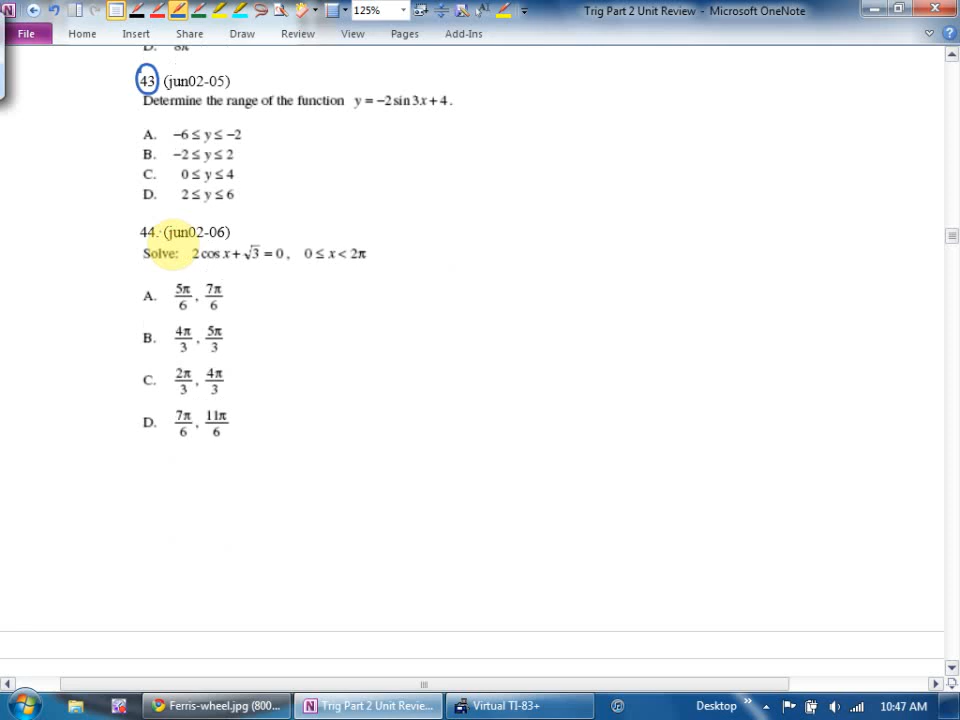 125%
Trig Part 2 Unit Review - Microsoft OneNote
File Home Insert Share Draw Review View Pages Add-Ins
D. 8π
43 (jun02-05)
Determine the range of the function y = −2 sin 3x + 4.
A. −6 ≤ y ≤ −2
B. −2 ≤ y ≤ 2
C. 0 ≤ y ≤ 4
D. 2 ≤ y ≤ 6
44. (jun02-06)
Solve: 2 cos x + √3 = 0, 0 ≤ x < 2π
A. 5π/6, 7π/6
B. 4π/3, 5π/3
C. 2π/3, 4π/3
D. 7π/6, 11π/6
Ferris-wheel.jpg (800... Trig Part 2 Unit Revie... Virtual TI-83+ Desktop 10:47 AM